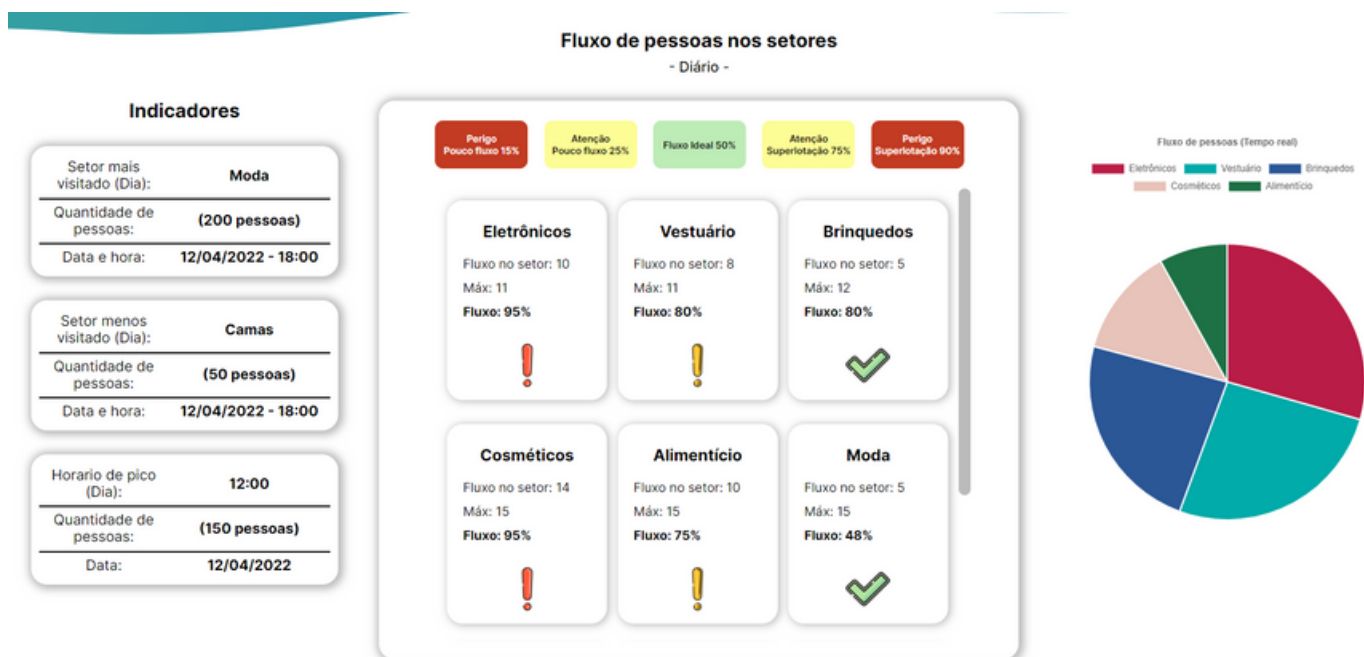 Fluxo de pessoas nos setores
- Diário -
Indicadores
Setor mais
visitado (Dia):
Moda
Quantidade de
pessoas:
(200 pessoas)
Data e hora:
12/04/2022 - 18:00
Setor menos
visitado (Dia):
Camas
Quantidade de
pessoas:
(50 pessoas)
Data e hora:
12/04/2022 - 18:00
Horario de pico
(Dia):
12:00
Quantidade de
pessoas:
(150 pessoas)
Data:
12/04/2022
Perigo
Pouco fluxo 15%
Atenção
Pouco fluxo 25%
Fluxo Ideal 50%
Atenção
Superlotação 75%
Perigo
Superlotação 90%
Eletrônicos
Fluxo no setor: 10
Máx: 11
Fluxo: 95%
Vestuário
Fluxo no setor: 8
Máx: 11
Fluxo: 80%
Brinquedos
Fluxo no setor: 5
Máx: 12
Fluxo: 80%
Cosméticos
Fluxo no setor: 14
Máx: 15
Fluxo: 95%
Alimentício
Fluxo no setor: 10
Máx: 15
Fluxo: 75%
Moda
Fluxo no setor: 5
Máx: 15
Fluxo: 48%
Fluxo de pessoas (Tempo real)
Eletrônicos
Vestuário
Brinquedos
Cosméticos
Alimentício